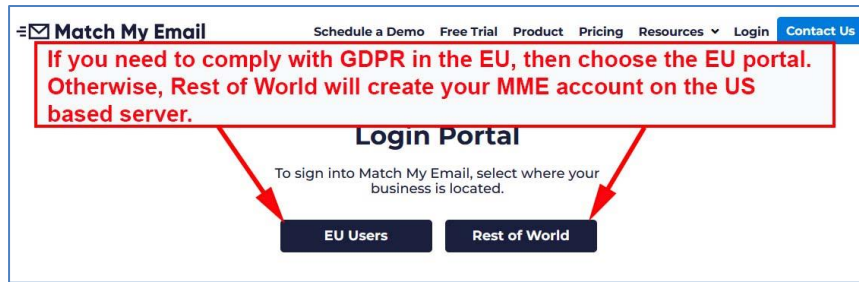 Match My Email
Schedule a Demo Free Trial Product Pricing Resources Login Contact Us
If you need to comply with GDPR in the EU, then choose the EU portal.
Otherwise, Rest of World will create your MME account on the US
based server.
Login Portal
To sign into Match My Email, select where your
business is located.
EU Users Rest of World